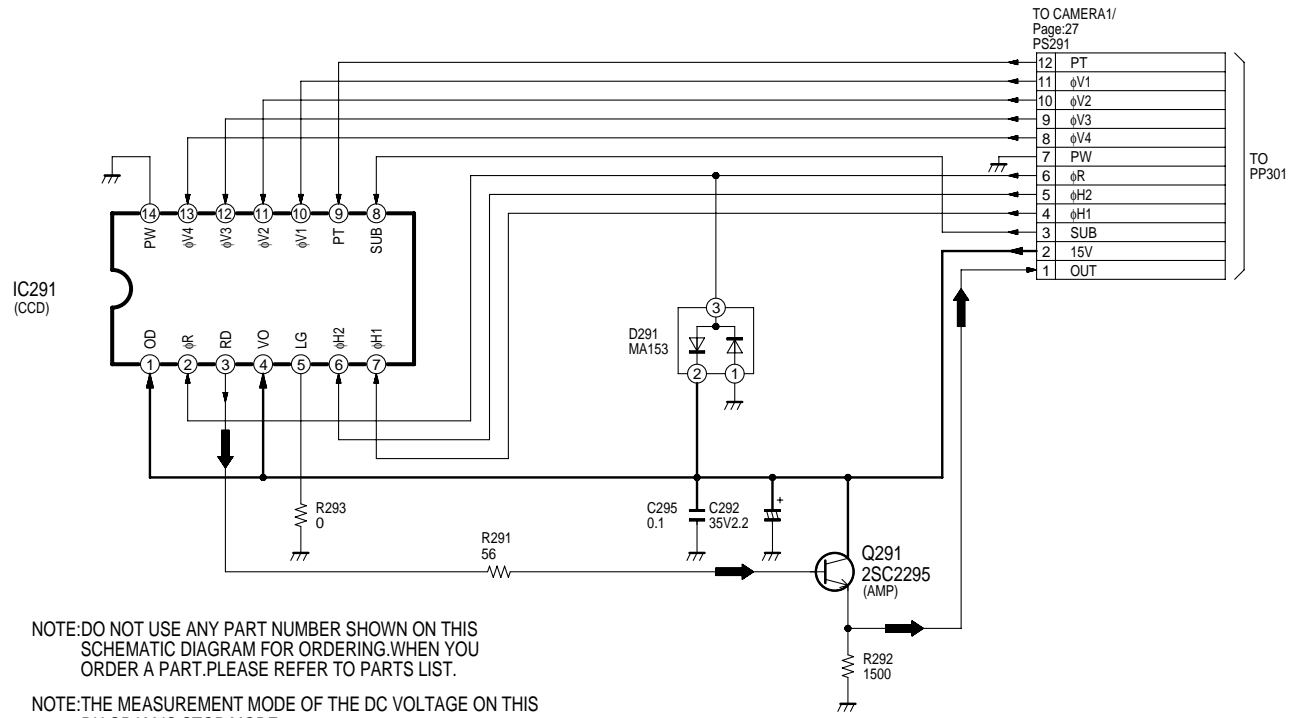 TO CAMERA1/
Page:27
PS291
12 PT
11 ϕV1
10 ϕV2
9 ϕV3
8 ϕV4
7 PW
6 ϕR
5 ϕH2
4 ϕH1
3 SUB
2 15V
1 OUT
TO
PP301
14 13 12 11 10 9 8
PW ϕV4 ϕV3 ϕV2 ϕV1 PT SUB
IC291
(CCD)
OD ϕR RD VO LG ϕH2 ϕH1
1 2 3 4 5 6 7
3
D291
MA153
2 1
R293
0
C295
0.1
C292
35V2.2
+
R291
56
Q291
2SC2295
(AMP)
R292
1500
NOTE:DO NOT USE ANY PART NUMBER SHOWN ON THIS
SCHEMATIC DIAGRAM FOR ORDERING.WHEN YOU
ORDER A PART.PLEASE REFER TO PARTS LIST.
NOTE:THE MEASUREMENT MODE OF THE DC VOLTAGE ON THIS